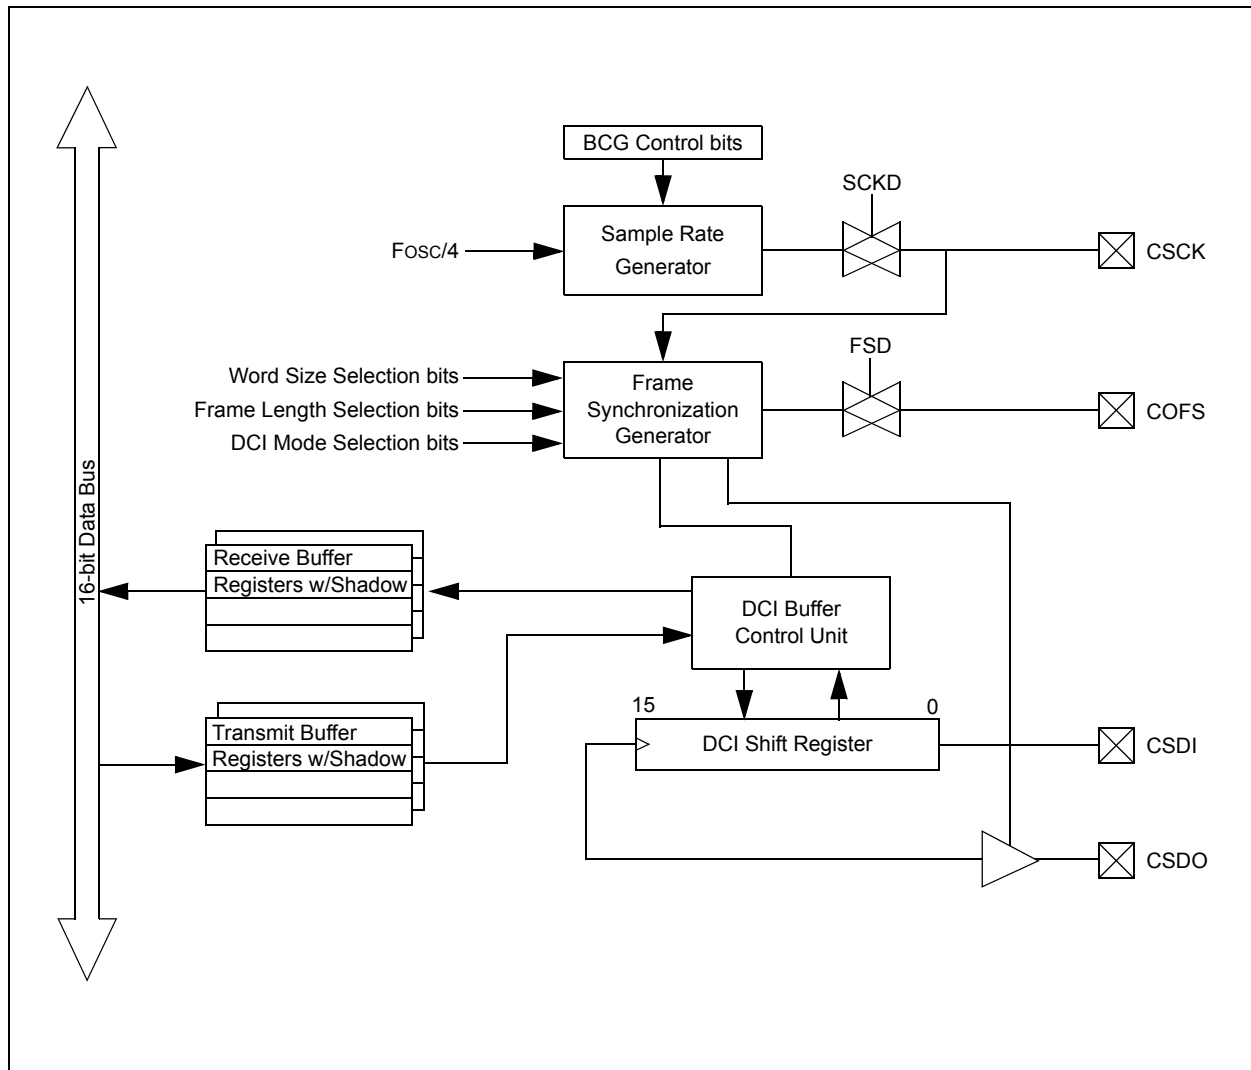 BCG Control bits
SCKD
Sample Rate
Generator
FOSC/4
CSCK
FSD
Word Size Selection bits
Frame Length Selection bits
DCI Mode Selection bits
Frame
Synchronization
Generator
COFS
16-bit Data Bus
Receive Buffer
Registers w/Shadow
DCI Buffer
Control Unit
Transmit Buffer
Registers w/Shadow
15
0
DCI Shift Register
CSDI
CSDO